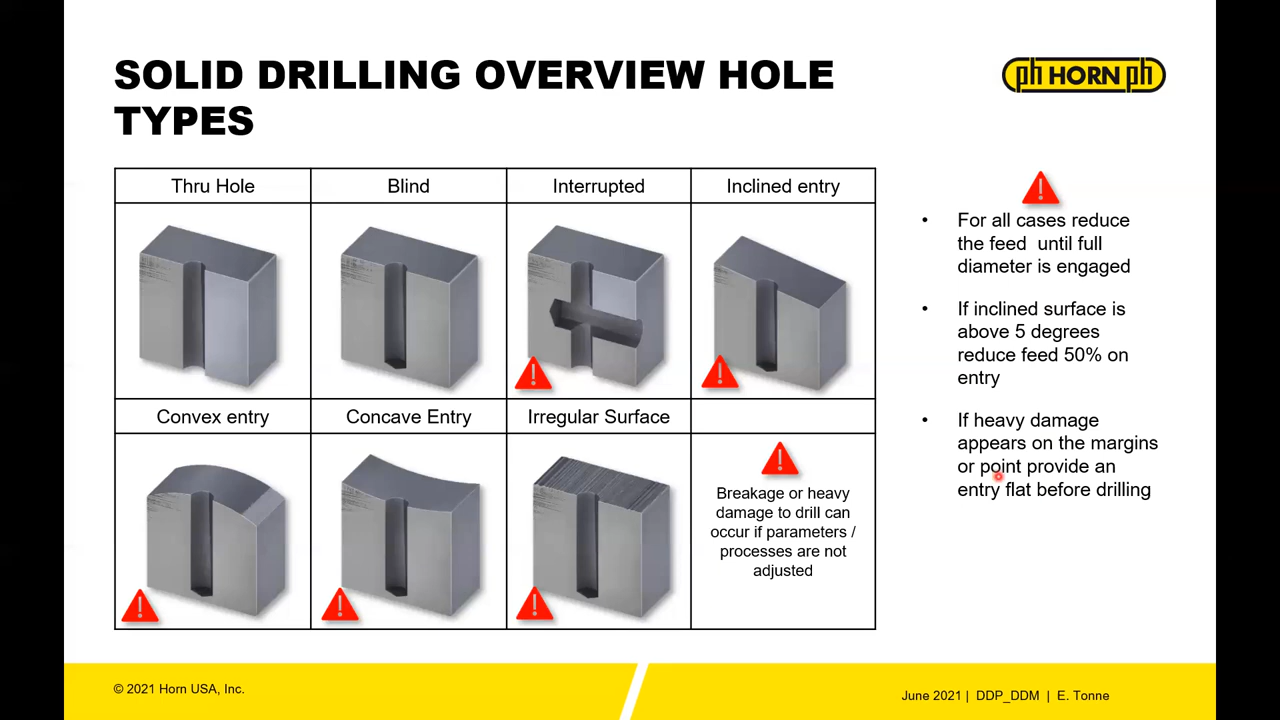 SOLID DRILLING OVERVIEW HOLE
TYPES
ph HORN ph
Thru Hole
Blind
Interrupted
Inclined entry
Convex entry
Concave Entry
Irregular Surface
Breakage or heavy
damage to drill can
occur if parameters /
processes are not
adjusted
• For all cases reduce
the feed until full
diameter is engaged
• If inclined surface is
above 5 degrees
reduce feed 50% on
entry
• If heavy damage
appears on the margins
or point provide an
entry flat before drilling
© 2021 Horn USA, Inc.
June 2021 | DDP_DDM | E. Tonne